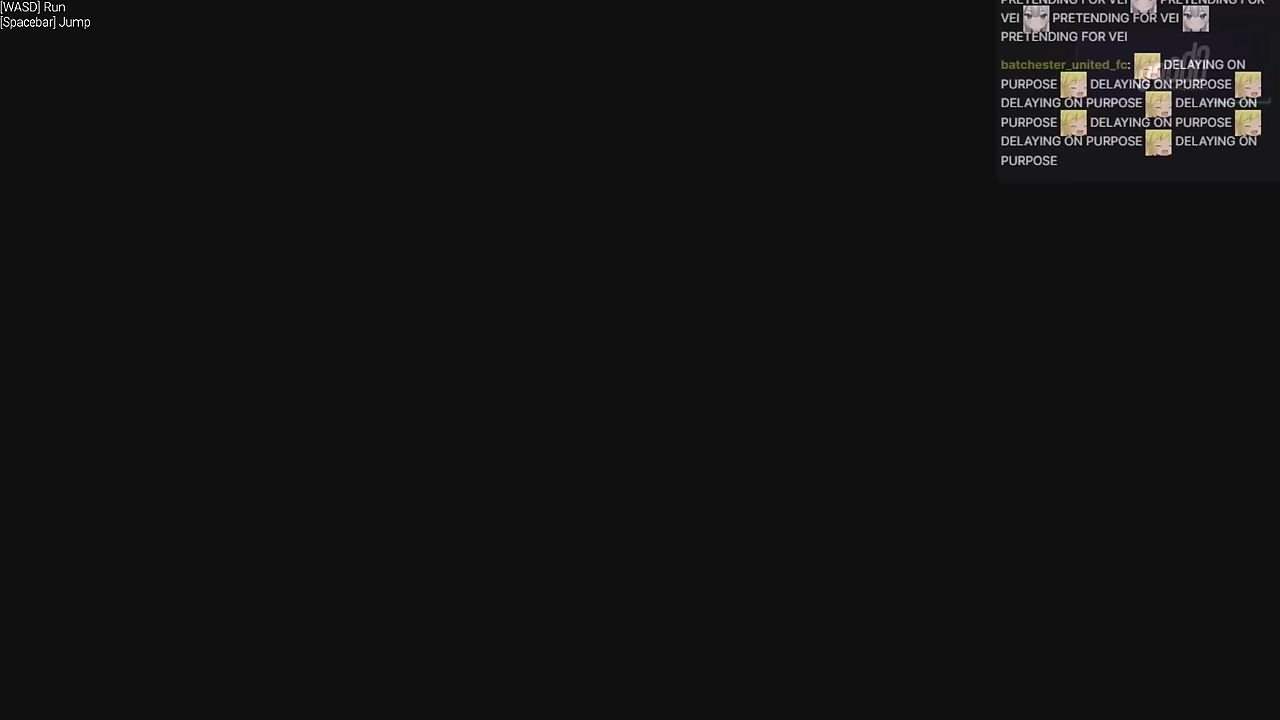 [WASD] Run
[Spacebar] Jump
PRETENDING FOR VEI PRETENDING FOR
VEI PRETENDING FOR VEI
PRETENDING FOR VEI
batchester_united_fc: DELAYING ON
PURPOSE DELAYING ON PURPOSE
DELAYING ON PURPOSE DELAYING ON
PURPOSE DELAYING ON PURPOSE
DELAYING ON PURPOSE DELAYING ON
PURPOSE